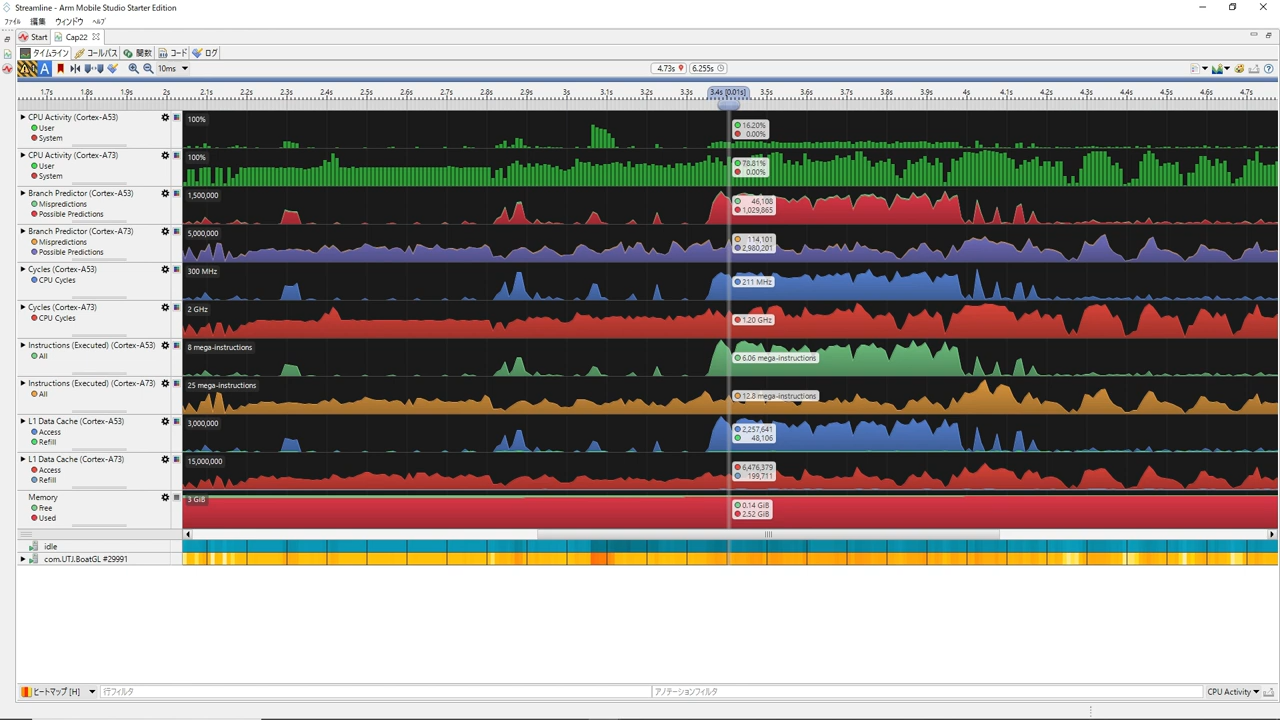 Streamline - Arm Mobile Studio Starter Edition
ファイル 編集 ウィンドウ ヘルプ
Start Cap22
タイムライン コールパス 関数 コード ログ
A 10ms 4.73s 6.255s
1.7s 1.8s 1.9s 2s 2.1s 2.2s 2.3s 2.4s 2.5s 2.6s 2.7s 2.8s 2.9s 3s 3.1s 3.2s 3.3s 3.4s [0.01s] 3.5s 3.6s 3.7s 3.8s 3.9s 4s 4.1s 4.2s 4.3s 4.4s 4.5s
CPU Activity (Cortex-A53)
User
System
100%
16.20%
0.00%
CPU Activity (Cortex-A73)
User
System
100%
78.81%
0.00%
Branch Predictor (Cortex-A53)
Mispredictions
Possible Predictions
1,500,000
46,108
1,029,865
Branch Predictor (Cortex-A73)
Mispredictions
Possible Predictions
5,000,000
114,101
2,980,201
Cycles (Cortex-A53)
CPU Cycles
300 MHz
211 MHz
Cycles (Cortex-A73)
CPU Cycles
2 GHz
1.20 GHz
Instructions (Executed) (Cortex-A53)
All
8 mega-instructions
6.06 mega-instructions
Instructions (Executed) (Cortex-A73)
All
25 mega-instructions
12.8 mega-instructions
L1 Data Cache (Cortex-A53)
Access
Refill
3,000,000
2,257,641
48,106
L1 Data Cache (Cortex-A73)
Access
Refill
15,000,000
6,476,379
199,711
Memory
Free
Used
3 GiB
0.14 GiB
2.52 GiB
idle
com.UTJ.BoatGL #29991
ヒートマップ [H] 行フィルタ アノテーションフィルタ CPU Activity